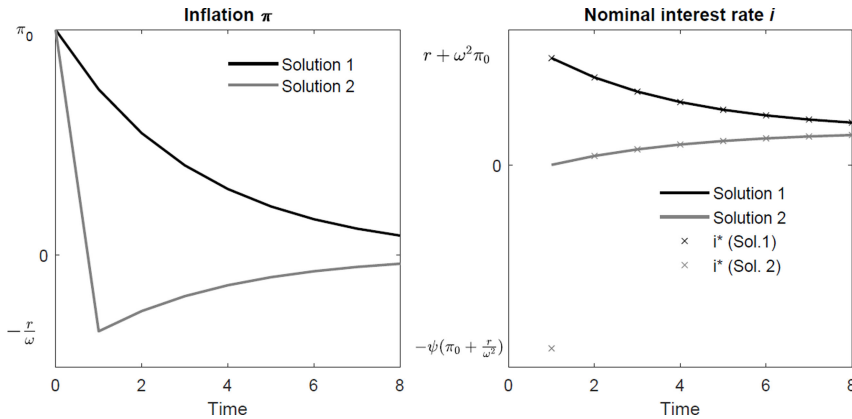 Inflation π
π₀
0
−r/ω
Solution 1
Solution 2
0
2
4
6
8
Time
Nominal interest rate i
r + ω²π₀
0
−ψ(π₀ + r/ω²)
Solution 1
Solution 2
i* (Sol.1)
i* (Sol. 2)
0
2
4
6
8
Time